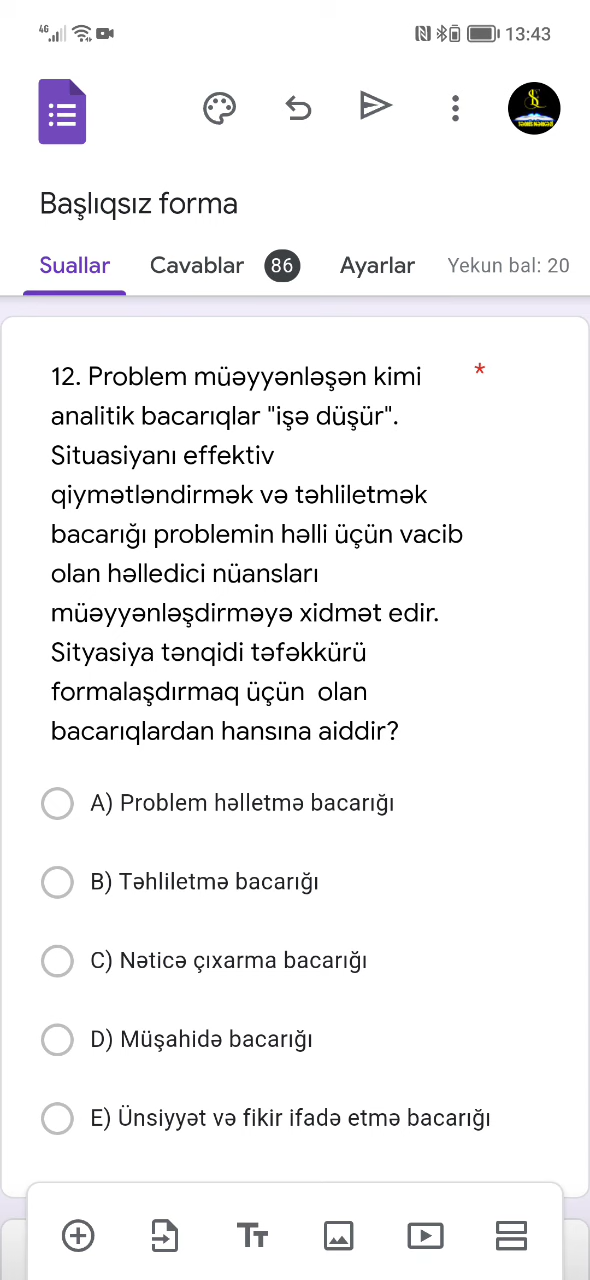 4G 13:43
Başlıqsız forma
Suallar Cavablar 86 Ayarlar Yekun bal: 20
12. Problem müəyyənləşən kimi *
analitik bacarıqlar "işə düşür".
Situasiyanı effektiv
qiymətləndirmək və təhliletmək
bacarığı problemin həlli üçün vacib
olan həlledici nüansları
müəyyənləşdirməyə xidmət edir.
Sityasiya tənqidi təfəkkürü
formalaşdırmaq üçün  olan
bacarıqlardan hansına aiddir?
A) Problem həlletmə bacarığı
B) Təhliletmə bacarığı
C) Nəticə çıxarma bacarığı
D) Müşahidə bacarığı
E) Ünsiyyət və fikir ifadə etmə bacarığı
Tт